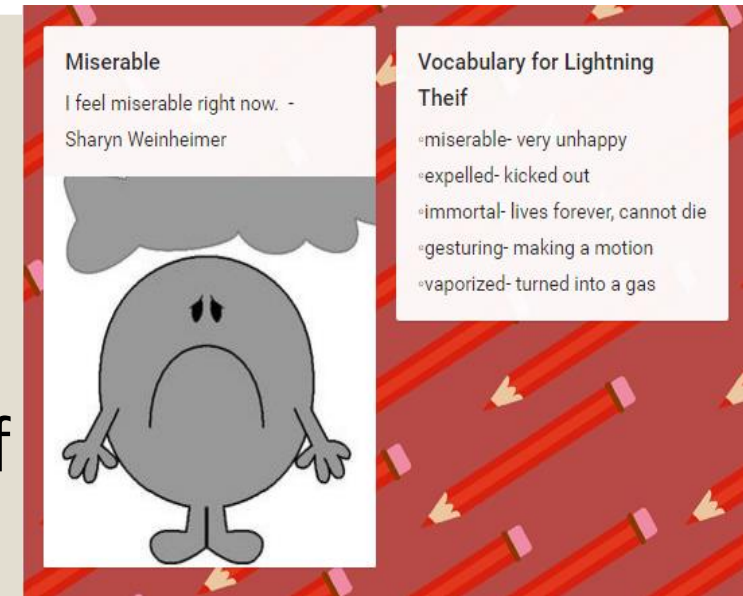 Miserable
I feel miserable right now. -
Sharyn Weinheimer
Vocabulary for Lightning
Theif
◦miserable- very unhappy
◦expelled- kicked out
◦immortal- lives forever, cannot die
◦gesturing- making a motion
◦vaporized- turned into a gas
f